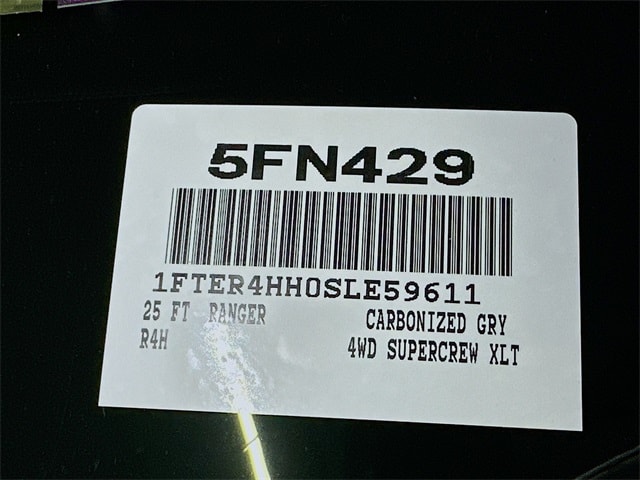 5FN429
1FTER4HH0SLE59611
25 FT RANGER CARBONIZED GRY
R4H 4WD SUPERCREW XLT